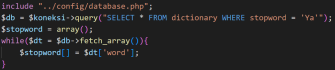 include "../config/database.php";
$db = $koneksi->query("SELECT * FROM dictionary WHERE stopword = 'Ya'");
$stopword = array();
while($dt = $db->fetch_array()){
$stopword[] = $dt['word'];
}